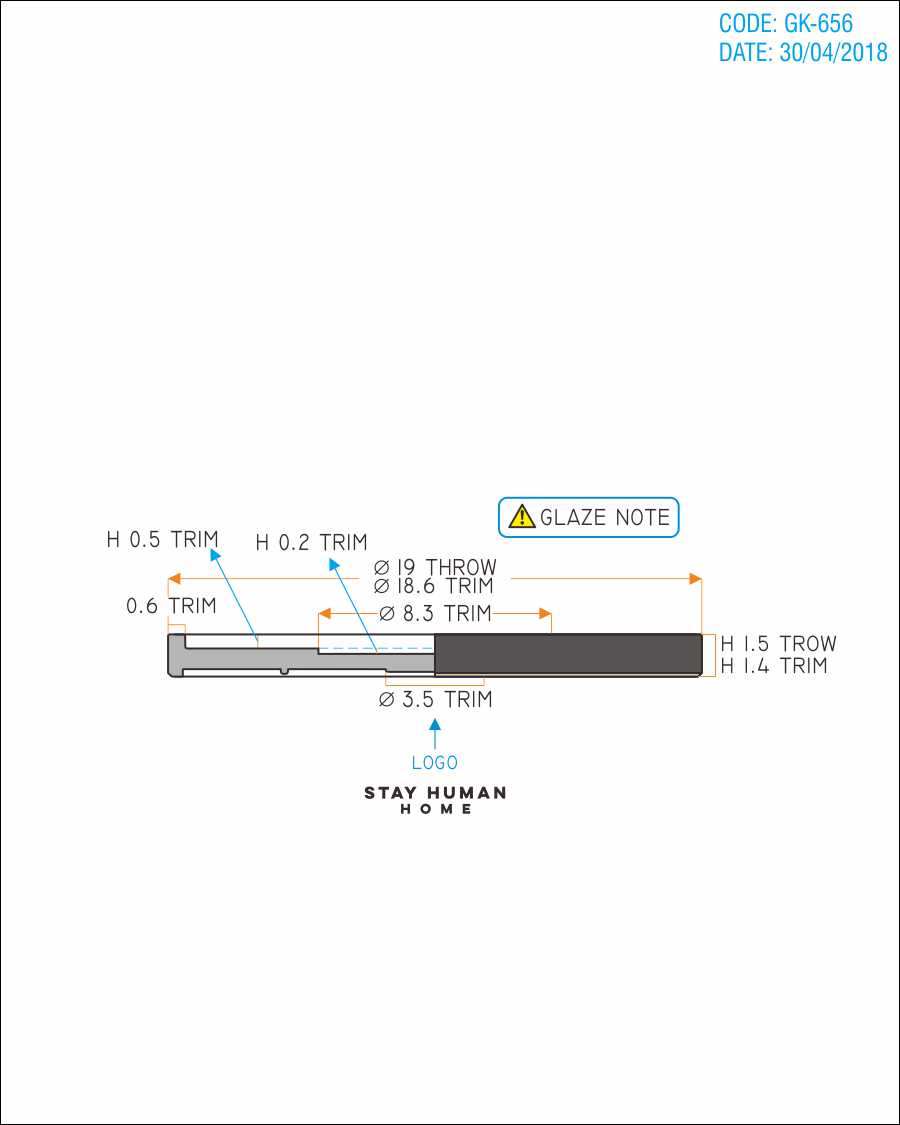 CODE: GK-656
DATE: 30/04/2018
GLAZE NOTE
H 0.5 TRIM
H 0.2 TRIM
Ø 19 THROW
Ø 18.6 TRIM
0.6 TRIM
Ø 8.3 TRIM
H 1.5 TROW
H 1.4 TRIM
Ø 3.5 TRIM
LOGO
STAY HUMAN
HOME